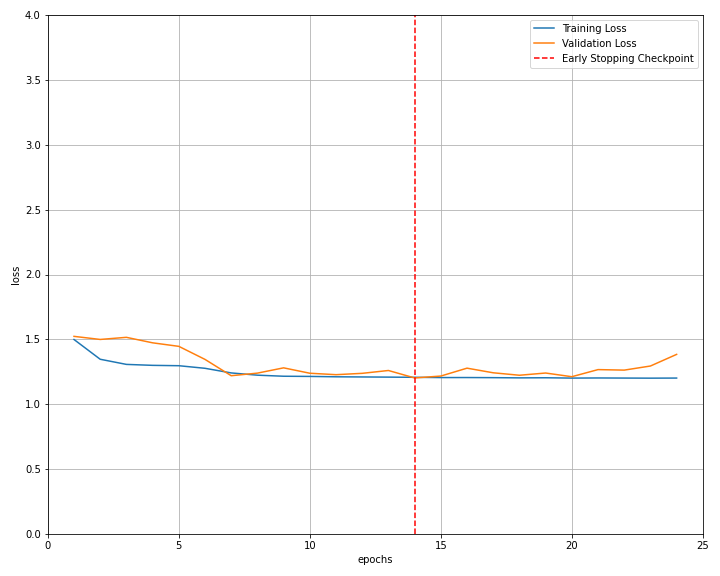 4.0
3.5
3.0
2.5
2.0
1.5
1.0
0.5
0.0
loss
0 5 10 15 20 25
epochs
Training Loss
Validation Loss
Early Stopping Checkpoint